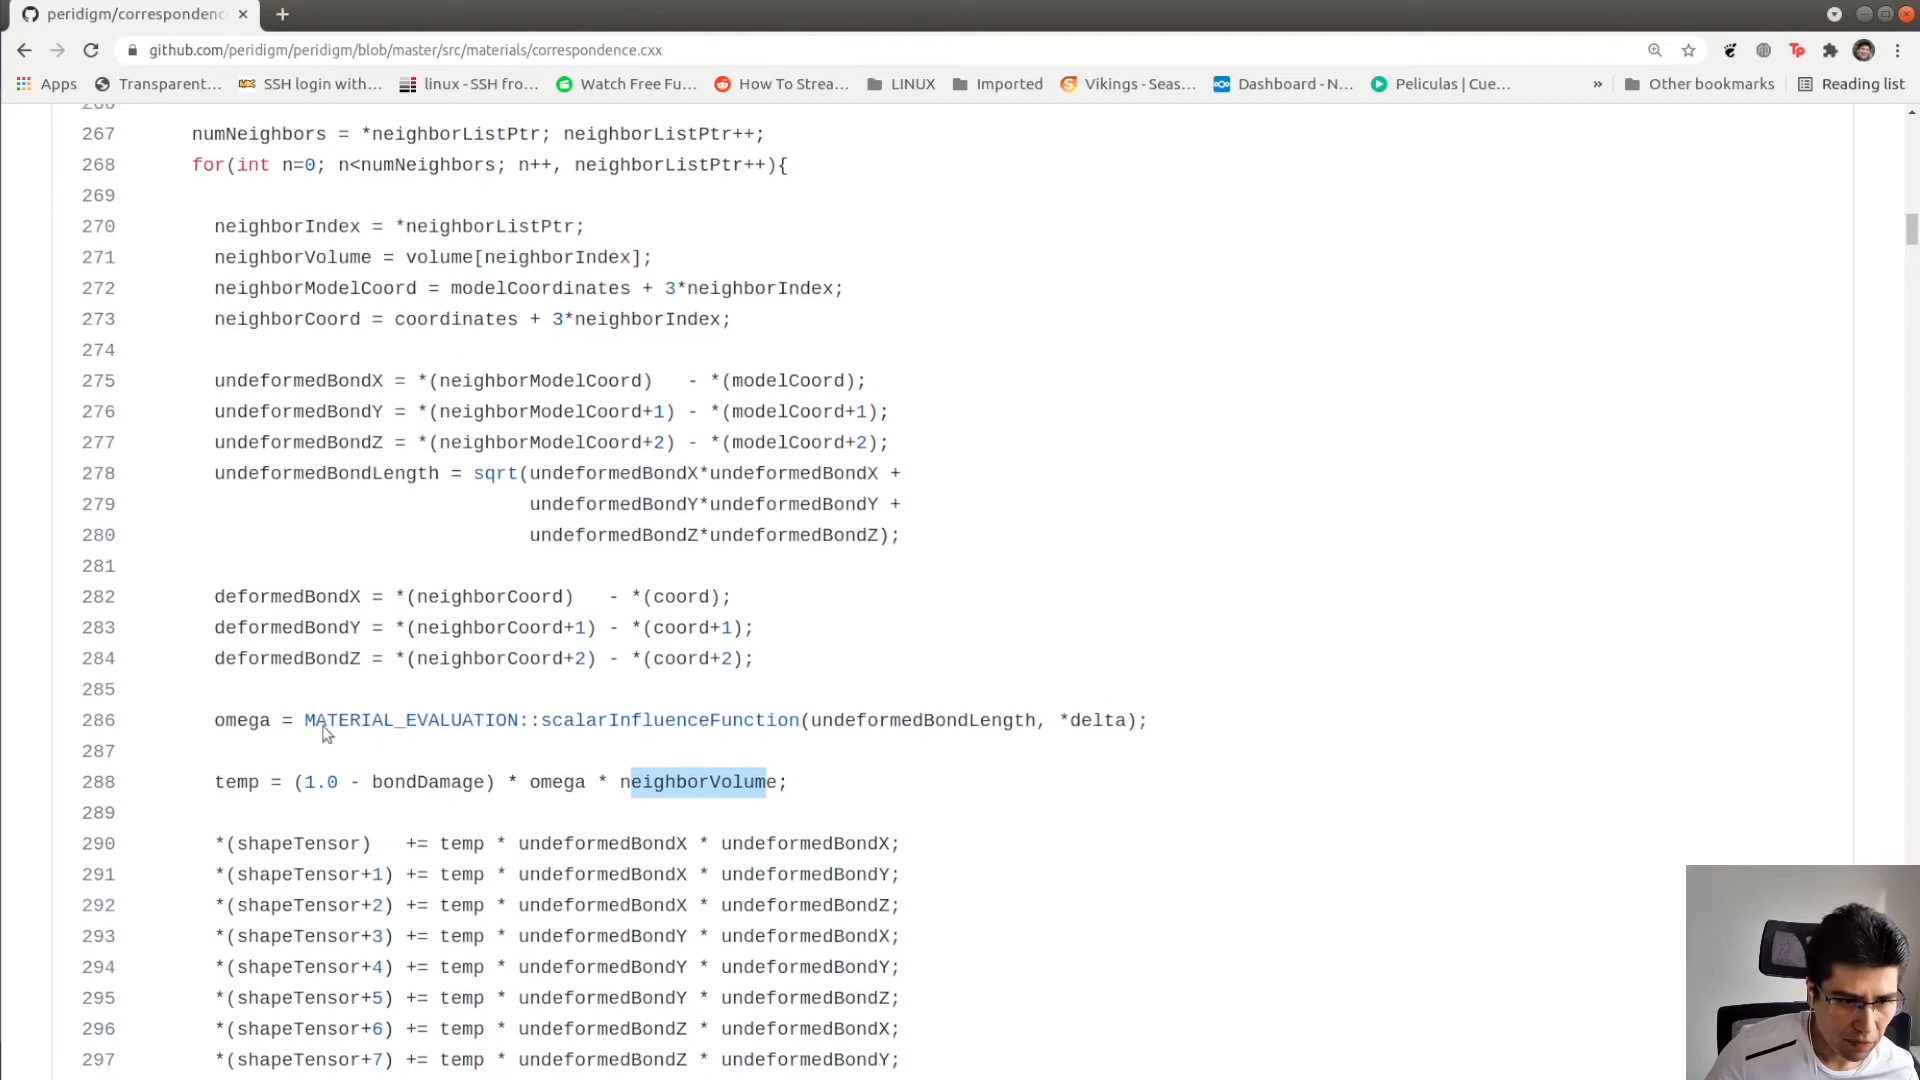 peridigm/correspondenc
github.com/peridigm/peridigm/blob/master/src/materials/correspondence.cxx
Apps Transparent... SSH login with... linux - SSH fro... Watch Free Fu... How To Strea... LINUX Imported Vikings - Seas... Dashboard - N... Peliculas | Cue... » Other bookmarks Reading list
267 numNeighbors = *neighborListPtr; neighborListPtr++;
268 for(int n=0; n<numNeighbors; n++, neighborListPtr++){
269
270 neighborIndex = *neighborListPtr;
271 neighborVolume = volume[neighborIndex];
272 neighborModelCoord = modelCoordinates + 3*neighborIndex;
273 neighborCoord = coordinates + 3*neighborIndex;
274
275 undeformedBondX = *(neighborModelCoord)   - *(modelCoord);
276 undeformedBondY = *(neighborModelCoord+1) - *(modelCoord+1);
277 undeformedBondZ = *(neighborModelCoord+2) - *(modelCoord+2);
278 undeformedBondLength = sqrt(undeformedBondX*undeformedBondX +
279 undeformedBondY*undeformedBondY +
280 undeformedBondZ*undeformedBondZ);
281
282 deformedBondX = *(neighborCoord)   - *(coord);
283 deformedBondY = *(neighborCoord+1) - *(coord+1);
284 deformedBondZ = *(neighborCoord+2) - *(coord+2);
285
286 omega = MATERIAL_EVALUATION::scalarInfluenceFunction(undeformedBondLength, *delta);
287
288 temp = (1.0 - bondDamage) * omega * neighborVolume;
289
290 *(shapeTensor)   += temp * undeformedBondX * undeformedBondX;
291 *(shapeTensor+1) += temp * undeformedBondX * undeformedBondY;
292 *(shapeTensor+2) += temp * undeformedBondX * undeformedBondZ;
293 *(shapeTensor+3) += temp * undeformedBondY * undeformedBondX;
294 *(shapeTensor+4) += temp * undeformedBondY * undeformedBondY;
295 *(shapeTensor+5) += temp * undeformedBondY * undeformedBondZ;
296 *(shapeTensor+6) += temp * undeformedBondZ * undeformedBondX;
297 *(shapeTensor+7) += temp * undeformedBondZ * undeformedBondY;